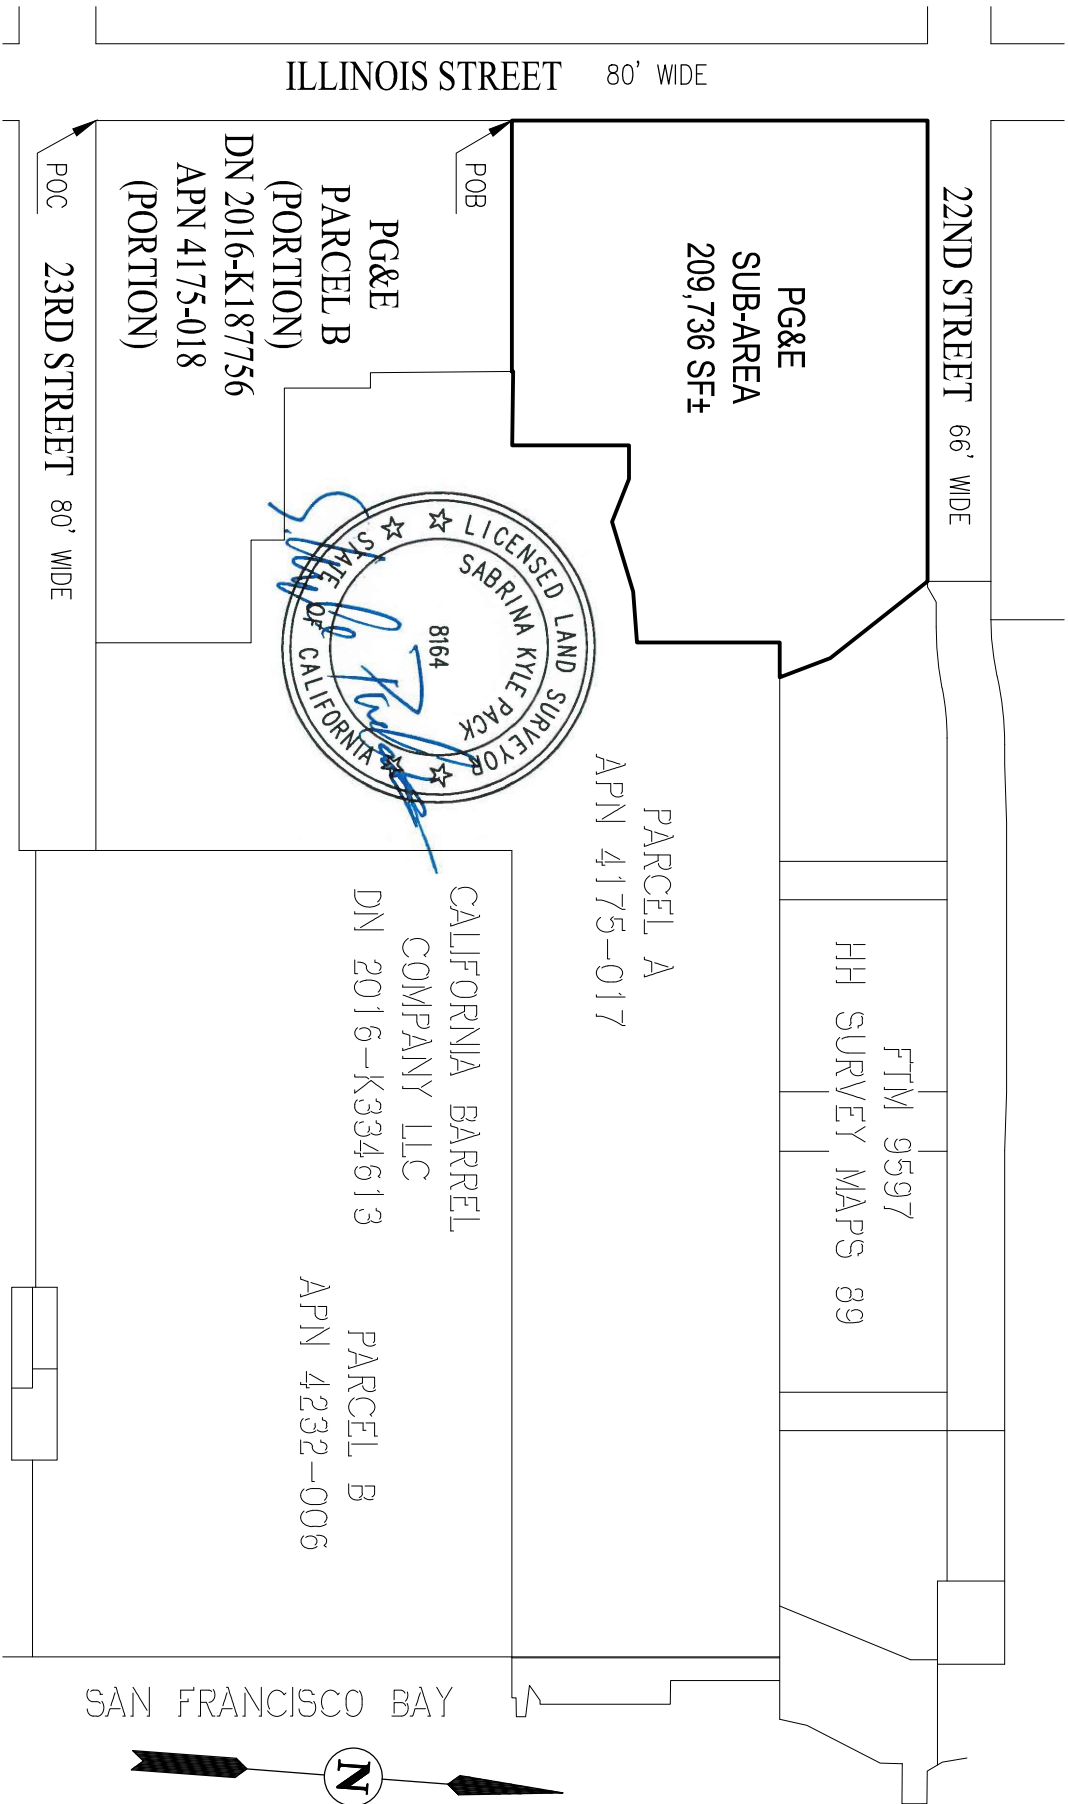 22ND STREET 66' WIDE
ILLINOIS STREET 80' WIDE
PG&E
SUB-AREA
209,736 SF±
POB
PG&E
PARCEL B
(PORTION)
DN 2016-K187756
APN 4175-018
(PORTION)
POC
23RD STREET 80' WIDE
LICENSED LAND SURVEYOR
SABRINA KYLE PACK
8164
STATE OF CALIFORNIA
PARCEL A
APN 4175-017
FTM 9597
HH SURVEY MAPS 89
CALIFORNIA BARREL
COMPANY LLC
DN 2016-K334613
PARCEL B
APN 4232-006
SAN FRANCISCO BAY
N